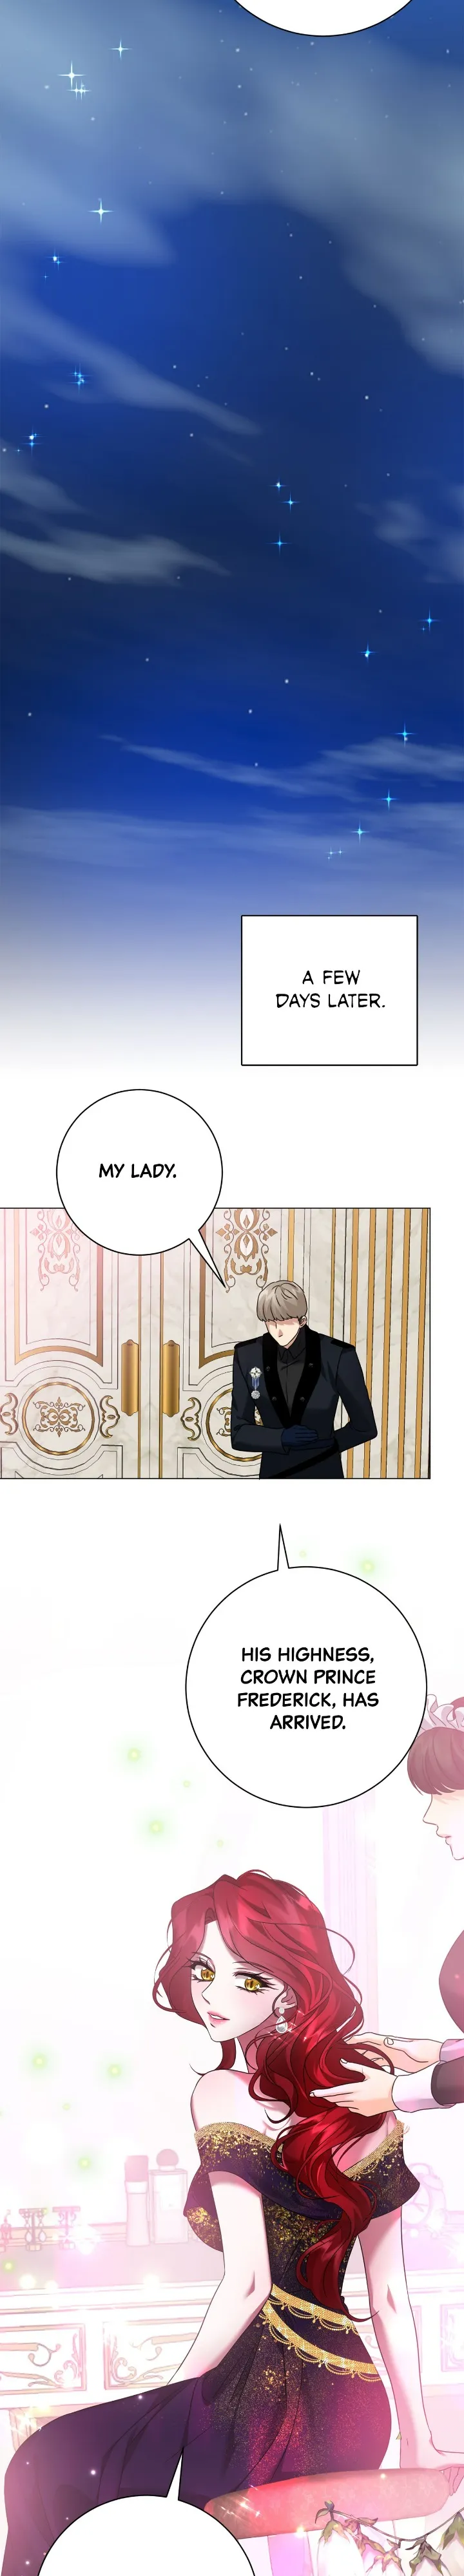 A FEW
DAYS LATER.
MY LADY.
HIS HIGHNESS,
CROWN PRINCE
FREDERICK, HAS
ARRIVED.